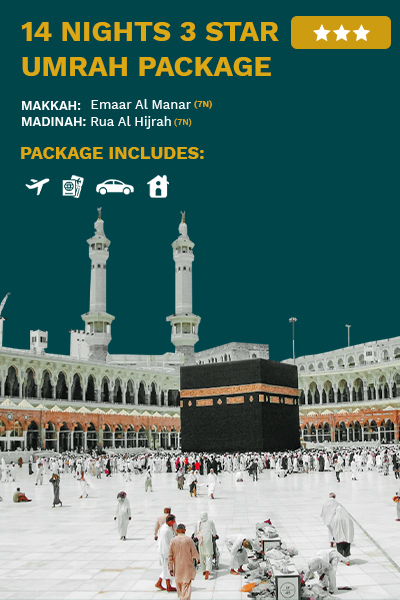 14 NIGHTS 3 STAR
UMRAH PACKAGE
MAKKAH: Emaar Al Manar (7N)
MADINAH: Rua Al Hijrah (7N)
PACKAGE INCLUDES: